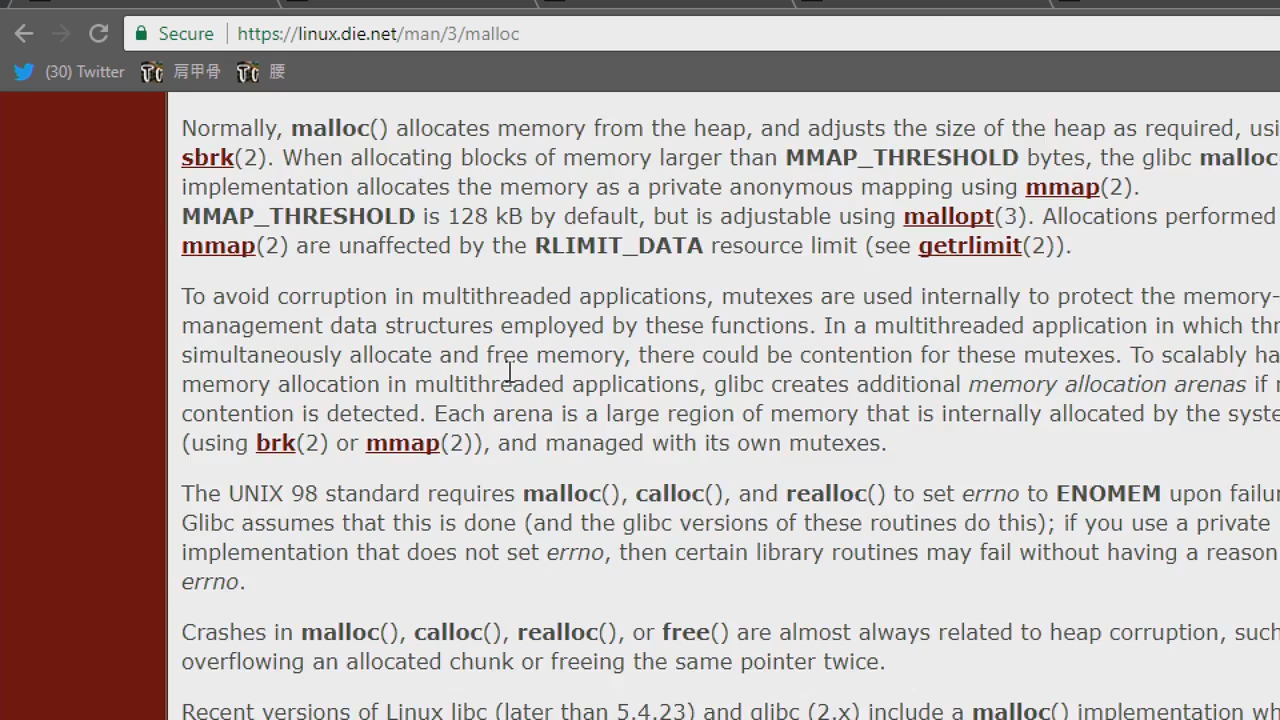 Secure https://linux.die.net/man/3/malloc
(30) Twitter 肩甲骨 腰
Normally, malloc() allocates memory from the heap, and adjusts the size of the heap as required, usi
sbrk(2). When allocating blocks of memory larger than MMAP_THRESHOLD bytes, the glibc malloc
implementation allocates the memory as a private anonymous mapping using mmap(2).
MMAP_THRESHOLD is 128 kB by default, but is adjustable using mallopt(3). Allocations performed
mmap(2) are unaffected by the RLIMIT_DATA resource limit (see getrlimit(2)).
To avoid corruption in multithreaded applications, mutexes are used internally to protect the memory-
management data structures employed by these functions. In a multithreaded application in which thr
simultaneously allocate and free memory, there could be contention for these mutexes. To scalably ha
memory allocation in multithreaded applications, glibc creates additional memory allocation arenas if
contention is detected. Each arena is a large region of memory that is internally allocated by the syste
(using brk(2) or mmap(2)), and managed with its own mutexes.
The UNIX 98 standard requires malloc(), calloc(), and realloc() to set errno to ENOMEM upon failu
Glibc assumes that this is done (and the glibc versions of these routines do this); if you use a private
implementation that does not set errno, then certain library routines may fail without having a reason
errno.
Crashes in malloc(), calloc(), realloc(), or free() are almost always related to heap corruption, such
overflowing an allocated chunk or freeing the same pointer twice.
Recent versions of Linux libc (later than 5.4.23) and glibc (2.x) include a malloc() implementation wh